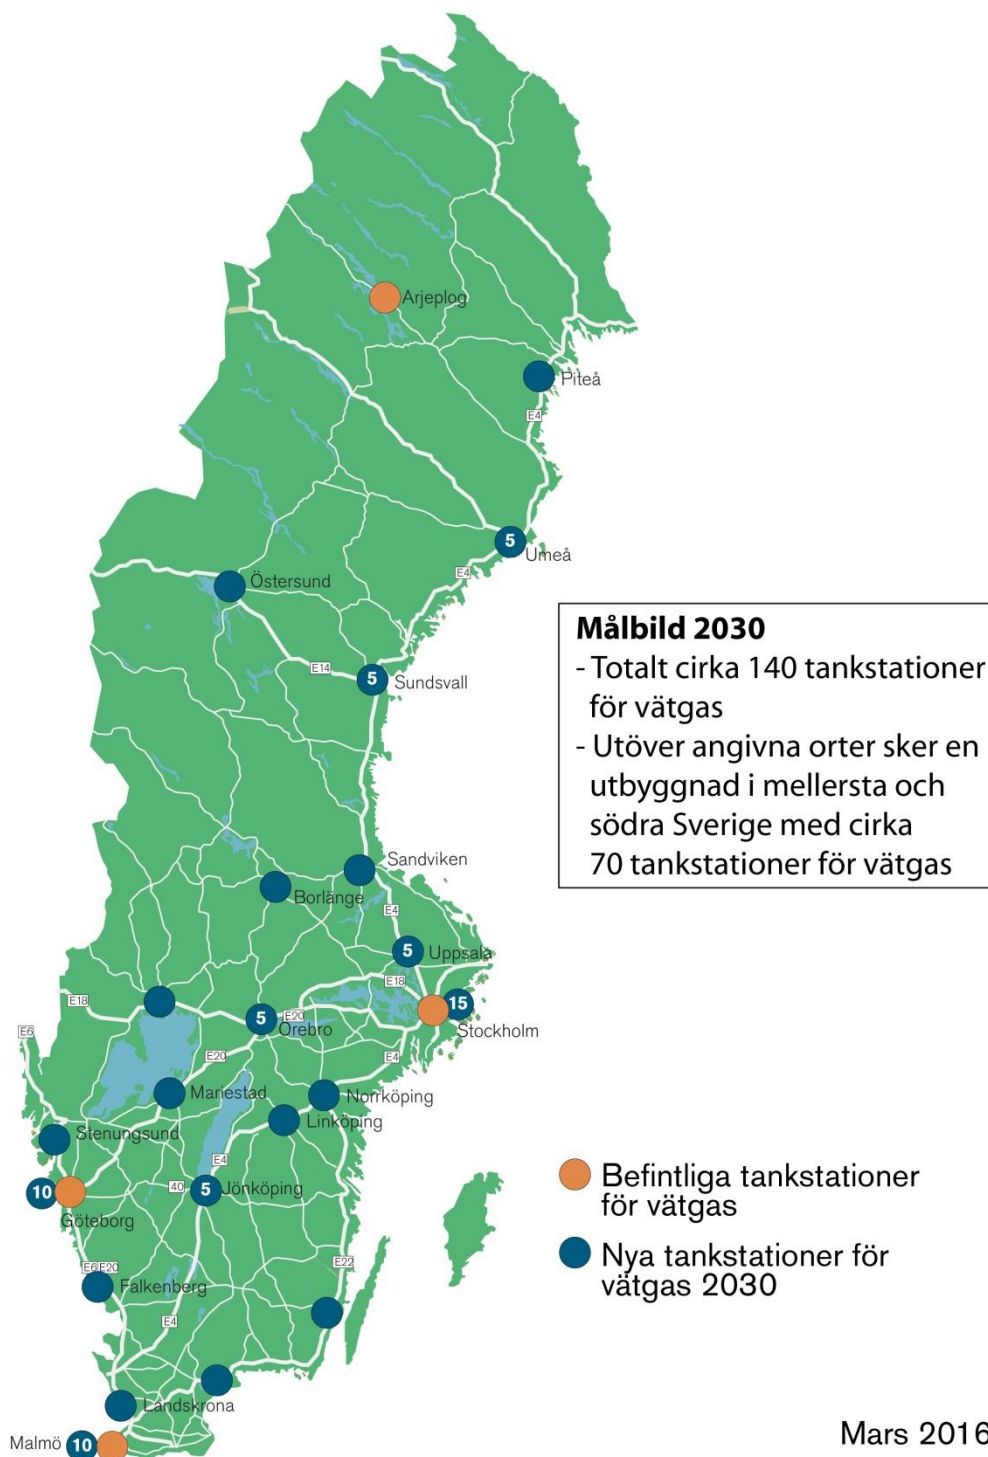 Arjeplog
Piteå
E4
5
Umeå
E4
Östersund
E14
5
Sundsvall
Målbild 2030
- Totalt cirka 140 tankstationer
för vätgas
- Utöver angivna orter sker en
utbyggnad i mellersta och
södra Sverige med cirka
70 tankstationer för vätgas
Sandviken
Borlänge
E4
5
Uppsala
E18
E18
15
5
E20
Örebro
Stockholm
E6
E20
E4
Mariestad
Norrköping
Linköping
Stenungsund
E4
10
40
5
Jönköping
Göteborg
Befintliga tankstationer
för vätgas
Nya tankstationer för
vätgas 2030
E22
E6
E20
Falkenberg
E4
Landskrona
Malmö
10
Mars 2016